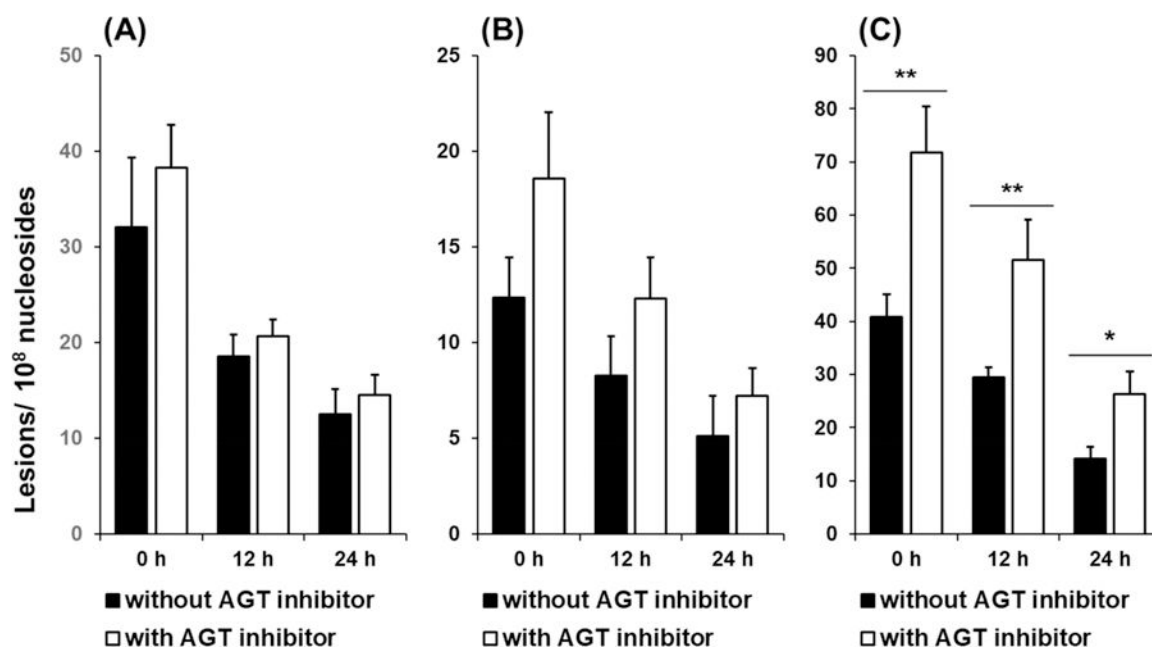 (A)
(B)
(C)
Lesions/ 10⁸ nucleosides
50
40
30
20
10
0
0 h
12 h
24 h
■ without AGT inhibitor
□ with AGT inhibitor
25
20
15
10
5
0
0 h
12 h
24 h
■ without AGT inhibitor
□ with AGT inhibitor
90
80
70
60
50
40
30
20
10
0
**
**
*
0 h
12 h
24 h
■ without AGT inhibitor
□ with AGT inhibitor